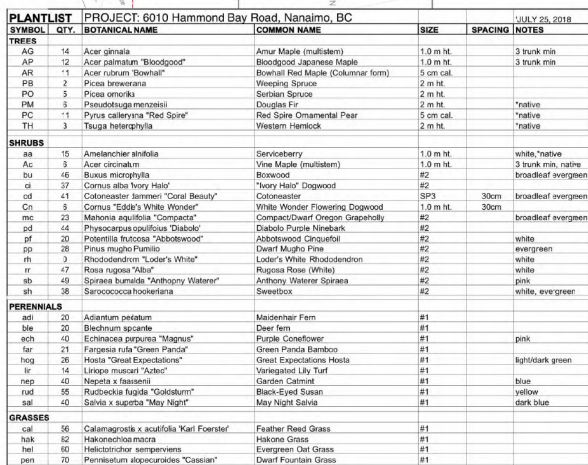 PLANTLIST PROJECT: 6010 Hammond Bay Road, Nanaimo, BC 'JULY 25, 2018
SYMBOL QTY. BOTANICAL NAME COMMON NAME SIZE SPACING NOTES
TREES
AG 14 Acer ginnala Amur Maple (multistem) 1.0 m ht. 3 trunk min
AP 12 Acer palmatum "Bloodgood" Bloodgood Japanese Maple 1.0 m ht. 3 trunk min
AR 11 Acer rubrum 'Bowhall" Bowhall Red Maple (Columnar form) 5 cm cal.
PB 2 Picea brewerana Weeping Spruce 2 m ht.
PO 5 Picea omorika Serbian Spruce 2 m ht.
PM 6 Pseudotsuga menzeisii Douglas Fir 2 m ht. *native
PC 11 Pyrus callerysna "Red Spire" Red Spire Ornamental Pear 5 cm cal. *native
TH 3 Tsuga heterophylla Western Hemlock 2 m ht. *native
SHRUBS
aa 15 Amelanchier alnifolia Serviceberry 1.0 m ht. white,*native
Ac 6 Acer circinatum Vine Maple (multistem) 1.0 m ht. 3 trunk min, native
bu 46 Buxus microphylla Boxwood #2 broadleaf evergreen
ci 37 Cornus alba 'Ivory Halo' "Ivory Halo" Dogwood #2
cd 41 Cotoneaster dammeri "Coral Beauty" Cotoneaster SP3 30cm broadleaf evergreen
Cn 6 Cornus "Eddie's White Wonder" White Wonder Flowering Dogwood 1.0 m ht. 30cm
mc 23 Mahonia aquilifolia "Compacta" Compact/Dwarf Oregon Grapeholly #2 broadleaf evergreen
pd 44 Physocarpus opulifoius 'Diabolo' Diabolo Purple Ninebark #2
pf 20 Potentilla fruticosa "Abbotswood" Abbotswood Cinquefoil #2 white
pp 28 Pinus mugho Pumilio Dwarf Mugho Pine #2 evergreen
rh Rhododendron "Loder's White" Loder's White Rhododendron #2 white
rr 47 Rosa rugosa "Alba" Rugosa Rose (White) #2 white
sb 49 Spiraea bumalda "Anthopny Waterer" Anthony Waterer Spiraea #2 pink
sh 38 Sarococcca hookeriana Sweetbox #2 white, evergreen
PERENNIALS
adi 20 Adiantum pedatum Maidenhair Fern #1
ble 20 Blechnum spicante Deer fern #1
ech 40 Echinacea purpurea "Magnus" Purple Coneflower #1 pink
far 21 Fargesia rufa "Green Panda" Green Panda Bamboo #1
hog 26 Hosta "Great Expectations" Great Expectations Hosta #1 light/dark green
lir 14 Liriope muscari "Aztec" Variegated Lily Turf #1
nep 40 Nepeta x faassenii Garden Catmint #1 blue
rud 55 Rudbeckia fugida "Goldsturm" Black-Eyed Susan #1 yellow
sal 40 Salvia x superba "May Night" May Night Salvia #1 dark blue
GRASSES
cal 56 Calamagrostis x acutifolia 'Karl Foerster' Feather Reed Grass #1
hak 82 Hakonechloa macra Hakone Grass #1
hel 60 Helictotrichor semperviens Evergreen Oat Grass #1
pen 70 Pennisetum alopecuroides "Cassian" Dwarf Fountain Grass #1